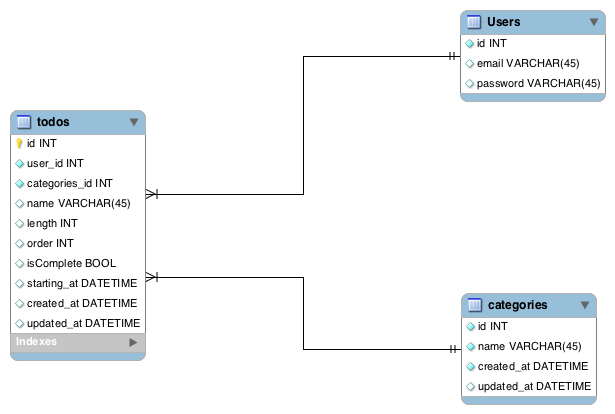 Users
id INT
email VARCHAR(45)
password VARCHAR(45)
todos
id INT
user_id INT
categories_id INT
name VARCHAR(45)
length INT
order INT
isComplete BOOL
starting_at DATETIME
created_at DATETIME
updated_at DATETIME
Indexes
categories
id INT
name VARCHAR(45)
created_at DATETIME
updated_at DATETIME